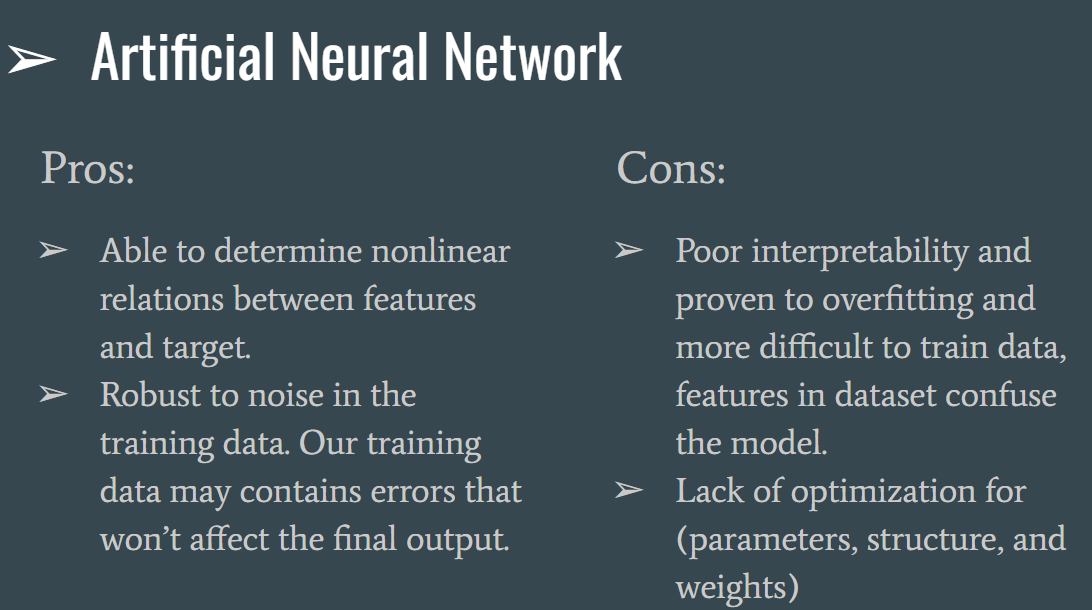 ➢ Artificial Neural Network
Pros:
➢ Able to determine nonlinear
relations between features
and target.
➢ Robust to noise in the
training data. Our training
data may contains errors that
won't affect the final output.
Cons:
➢ Poor interpretability and
proven to overfitting and
more difficult to train data,
features in dataset confuse
the model.
➢ Lack of optimization for
(parameters, structure, and
weights)